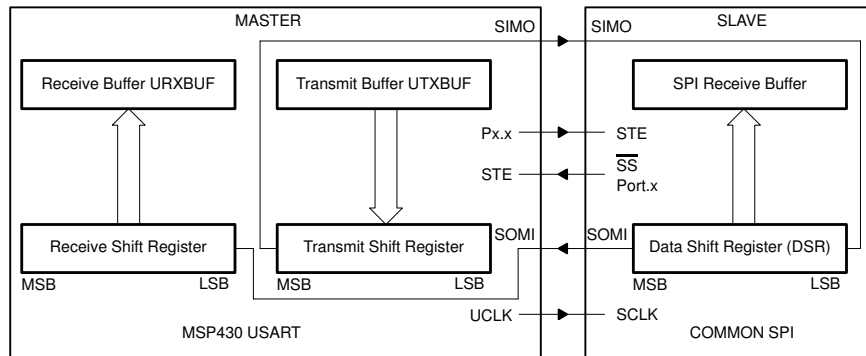 MASTER
SIMO
SIMO
SLAVE
Receive Buffer URXBUF
Transmit Buffer UTXBUF
SPI Receive Buffer
Px.x
STE
STE
SS
Port.x
Receive Shift Register
Transmit Shift Register
SOMI
SOMI
Data Shift Register (DSR)
MSB
LSB
MSB
LSB
MSB
LSB
UCLK
SCLK
MSP430 USART
COMMON SPI